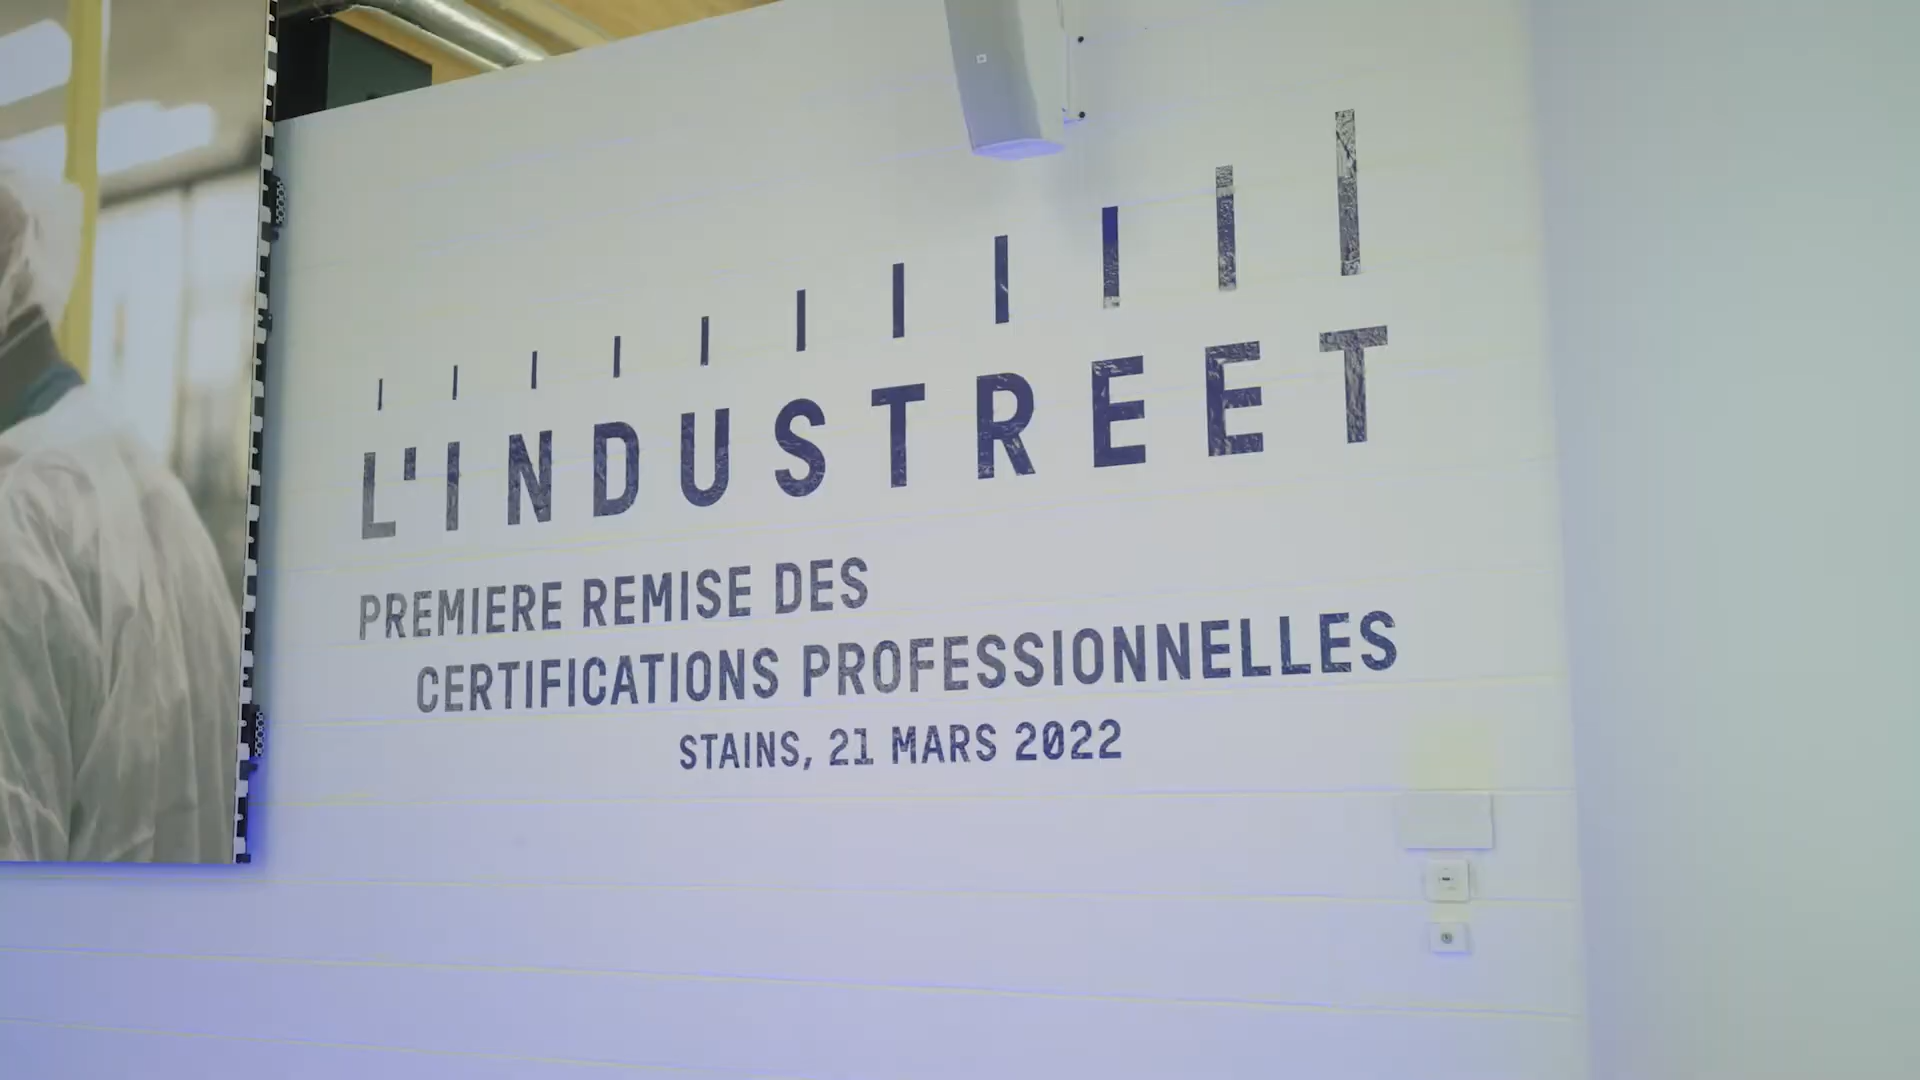 L'INDUSTREET
PREMIERE REMISE DES
CERTIFICATIONS PROFESSIONNELLES
STAINS, 21 MARS 2022